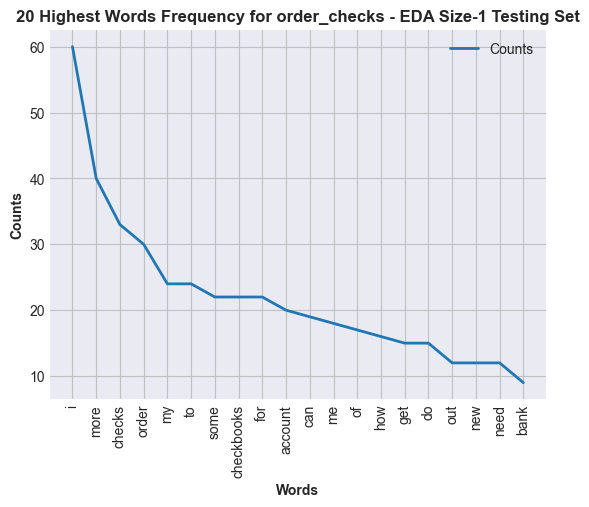 20 Highest Words Frequency for order_checks - EDA Size-1 Testing Set
Counts
60
50
40
30
20
10
Counts
i
more
checks
order
my
to
some
checkbooks
for
account
can
me
of
how
get
do
out
new
need
bank
Words